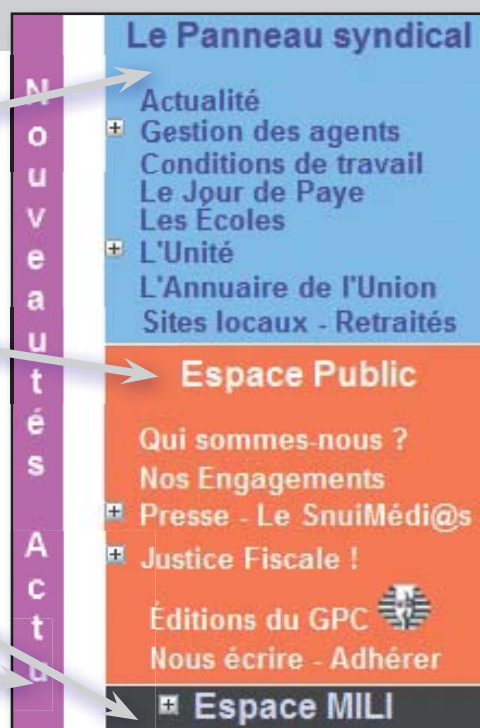 Nouveautés Actu
Le Panneau syndical
Actualité
Gestion des agents
Conditions de travail
Le Jour de Paye
Les Écoles
L'Unité
L'Annuaire de l'Union
Sites locaux - Retraités
Espace Public
Qui sommes-nous ?
Nos Engagements
Presse - Le SnuiMédi@s
Justice Fiscale !
Éditions du GPC
Nous écrire - Adhérer
Espace MILI